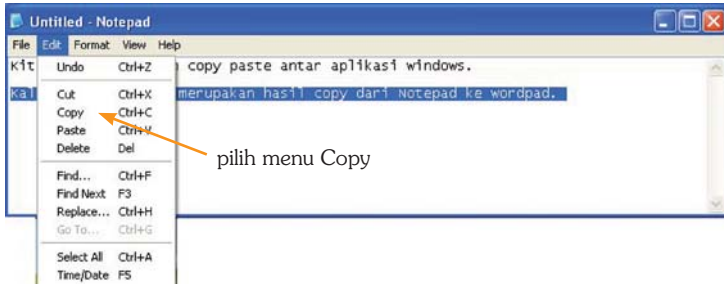 Untitled - Notepad
File Edit Format View Help
Kit copy paste antar aplikasi windows.
Kal merupakan hasil copy dari Notepad ke wordpad.
Undo Ctrl+Z
Cut Ctrl+X
Copy Ctrl+C
Paste Ctrl+V
Delete Del
Find... Ctrl+F
Find Next F3
Replace... Ctrl+H
Go To... Ctrl+G
Select All Ctrl+A
Time/Date F5
pilih menu Copy